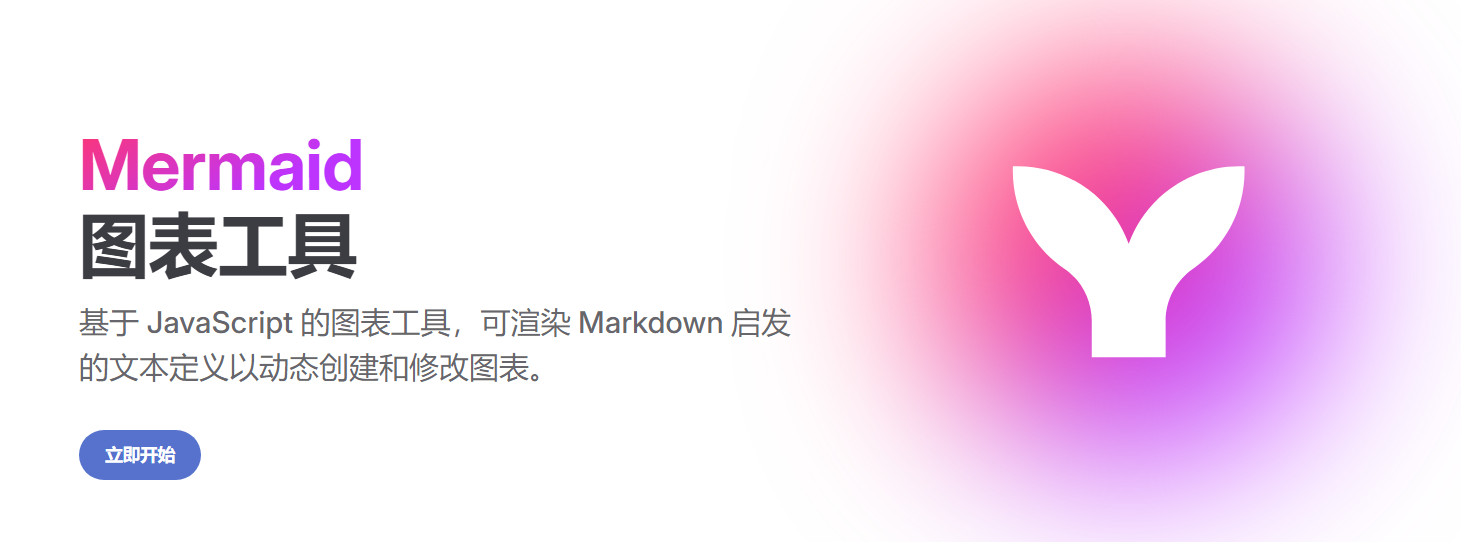 Mermaid
图表工具
基于 JavaScript 的图表工具，可渲染 Markdown 启发
的文本定义以动态创建和修改图表。
立即开始